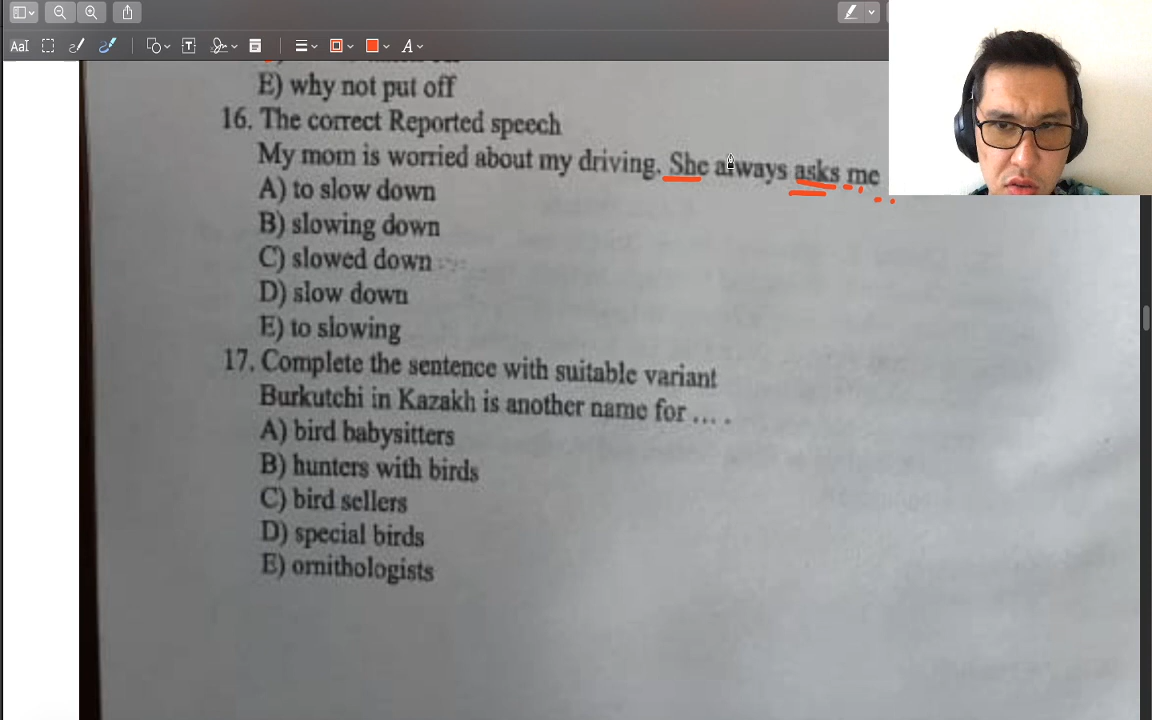 E) why not put off
16. The correct Reported speech
My mom is worried about my driving. She always asks me
A) to slow down
B) slowing down
C) slowed down
D) slow down
E) to slowing
17. Complete the sentence with suitable variant
Burkutchi in Kazakh is another name for ... .
A) bird babysitters
B) hunters with birds
C) bird sellers
D) special birds
E) ornithologists